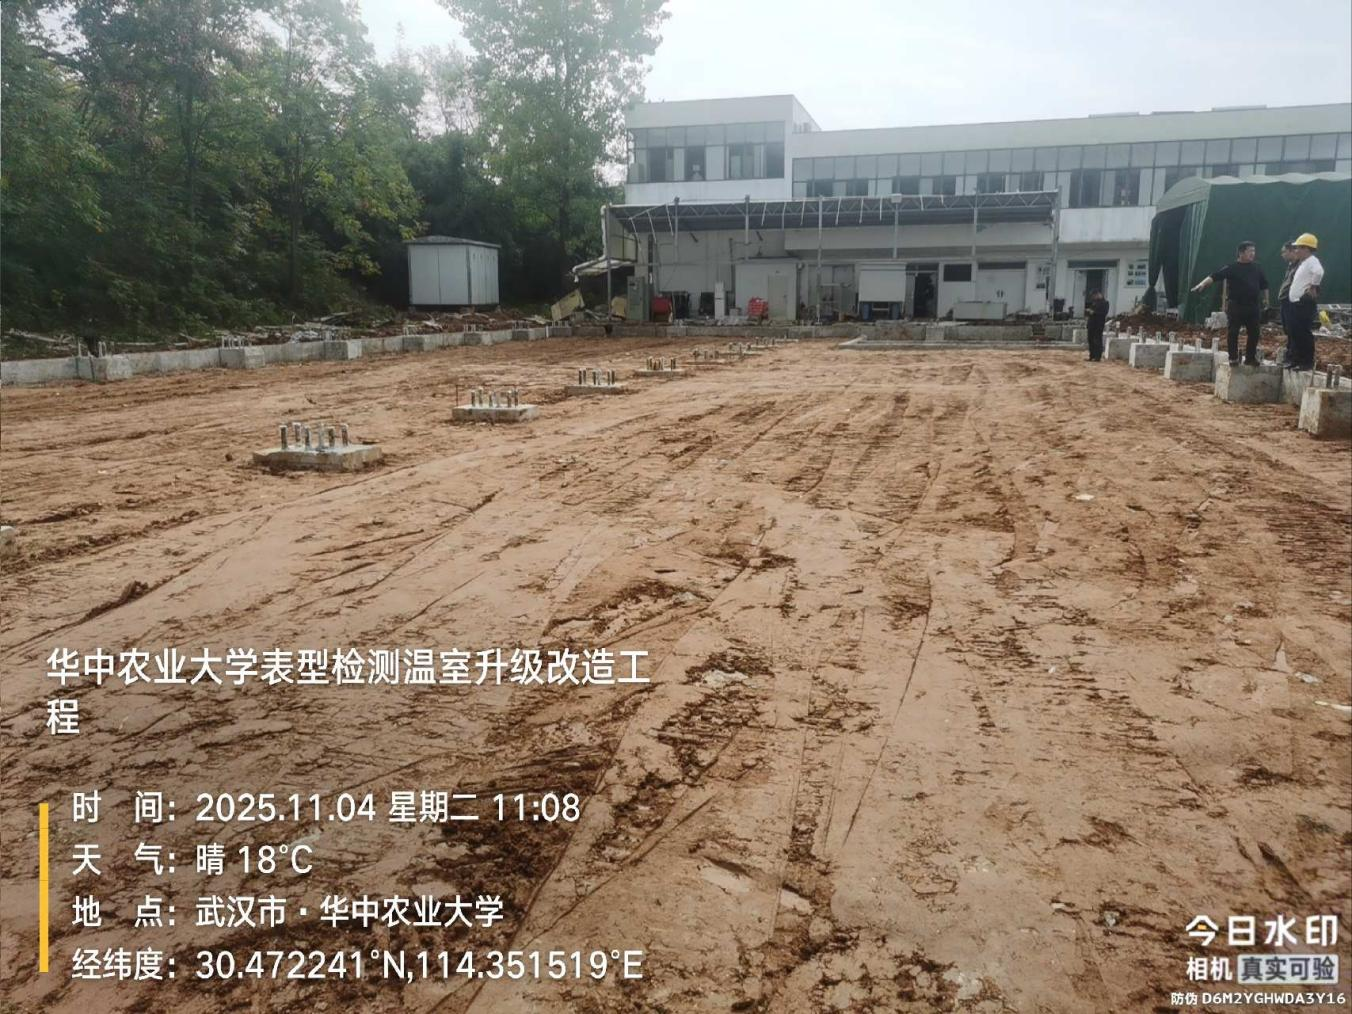 华中农业大学表型检测温室升级改造工
程
时 间：2025.11.04 星期二 11:08
天 气：晴 18℃
地 点：武汉市·华中农业大学
经纬度：30.472241°N,114.351519°E
今日水印
相机 真实可验
防伪 D6M2YGHWDA3Y16